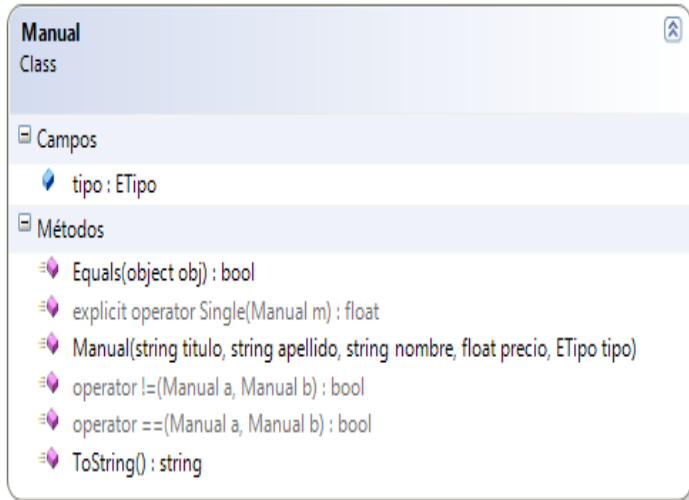 Manual
Class
Campos
tipo : ETipo
Métodos
Equals(object obj) : bool
explicit operator Single(Manual m) : float
Manual(string titulo, string apellido, string nombre, float precio, ETipo tipo)
operator !=(Manual a, Manual b) : bool
operator ==(Manual a, Manual b) : bool
ToString() : string